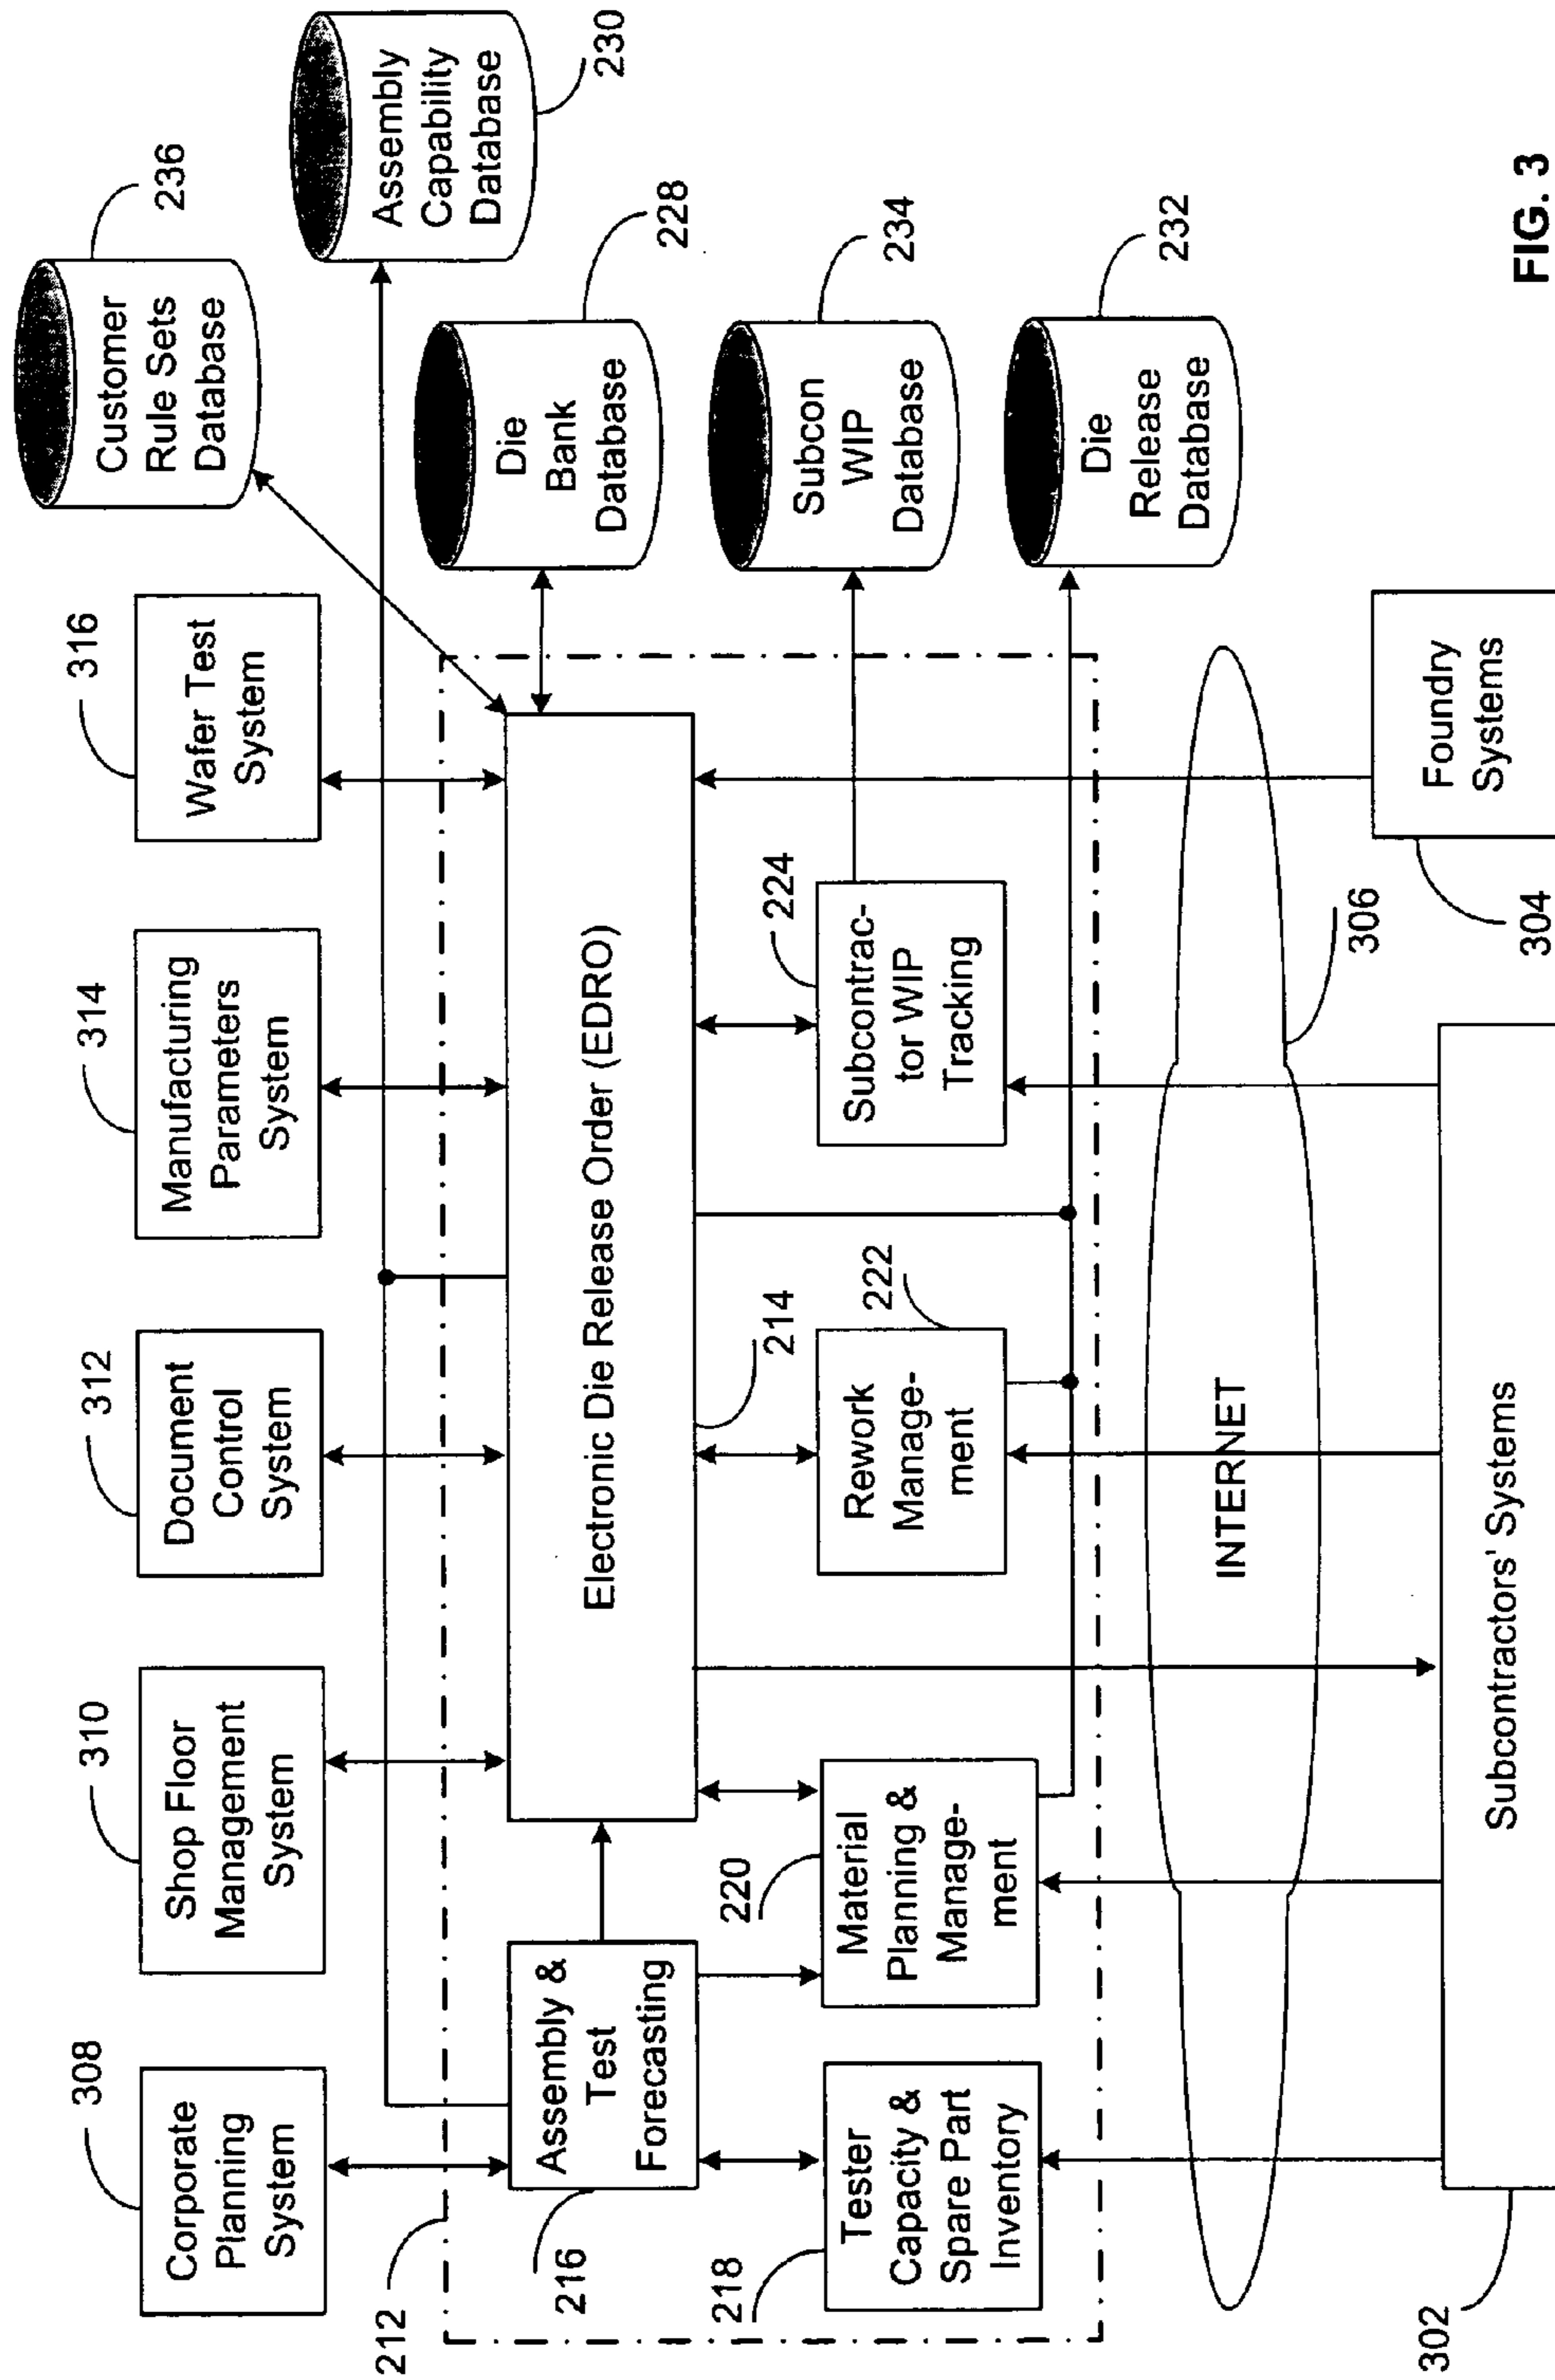 308
Corporate
Planning
System
310
Shop Floor
Management
System
312
Document
Control
System
314
Manufacturing
Parameters
System
316
Wafer Test
System
236
Customer
Rule Sets
Database
230
Assembly
Capability
Database
212
216
Assembly &
Test
Forecasting
Electronic Die Release Order (EDRO)
214
228
Die
Bank
Database
218
Tester
Capacity &
Spare Part
Inventory
220
Material
Planning &
Manage-
ment
222
Rework
Manage-
ment
224
Subcontrac-
tor WIP
Tracking
234
Subcon
WIP
Database
232
Die
Release
Database
INTERNET
306
302
Subcontractors' Systems
304
Foundry
Systems
FIG. 3